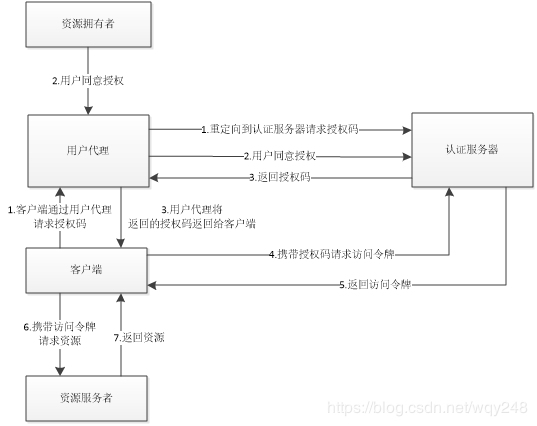 资源拥有者
2.用户同意授权
用户代理
1.重定向到认证服务器请求授权码
2.用户同意授权
3.返回授权码
认证服务器
1.客户端通过用户代理
请求授权码
3.用户代理将
返回的授权码返回给客户端
4.携带授权码请求访问令牌
客户端
5.返回访问令牌
6.携带访问令牌
请求资源
7.返回资源
资源服务者
https://blog.csdn.net/wqy248